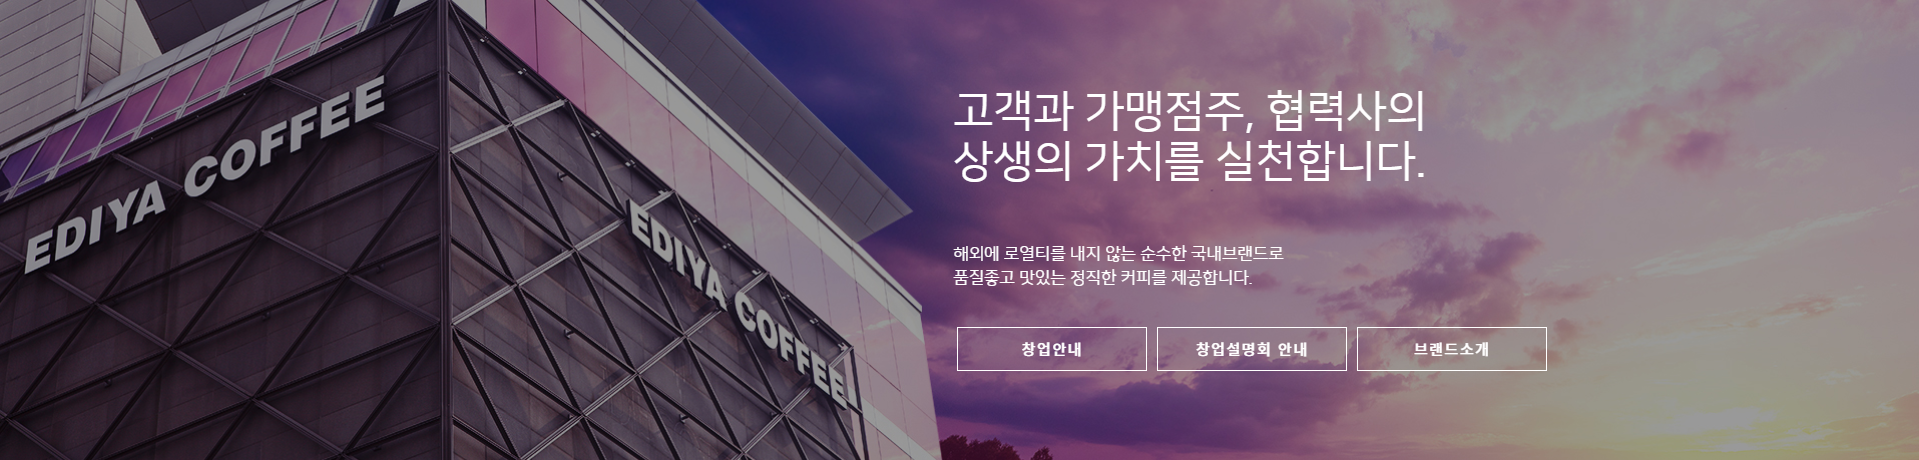 EDIYA COFFEE
EDIYA COFFEE
고객과 가맹점주, 협력사의
상생의 가치를 실천합니다.
해외에 로열티를 내지 않는 순수한 국내브랜드로
품질좋고 맛있는 정직한 커피를 제공합니다.
창업안내
창업설명회 안내
브랜드소개